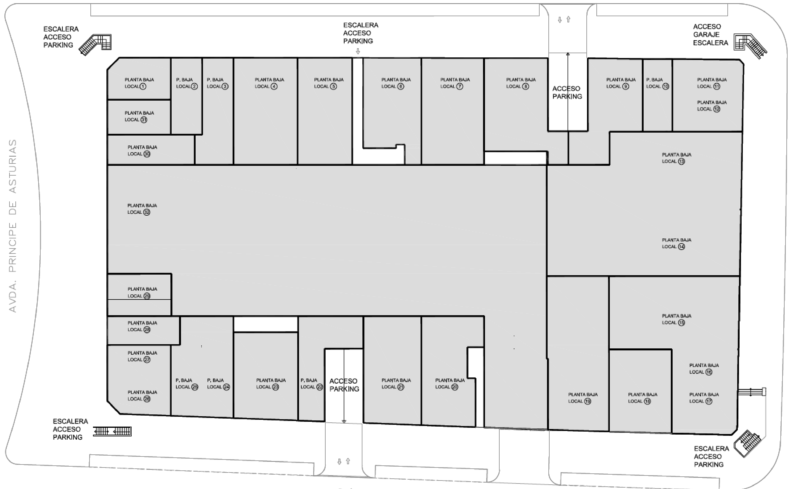 ESCALERA
ACCESO
PARKING
ESCALERA
ACCESO
PARKING
ACCESO
GARAJE
ESCALERA
PLANTA BAJA
LOCAL 1
P. BAJA
LOCAL 2
P. BAJA
LOCAL 3
PLANTA BAJA
LOCAL 4
PLANTA BAJA
LOCAL 5
PLANTA BAJA
LOCAL 6
PLANTA BAJA
LOCAL 7
PLANTA BAJA
LOCAL 8
ACCESO
PARKING
PLANTA BAJA
LOCAL 9
P. BAJA
LOCAL 10
PLANTA BAJA
LOCAL 11
PLANTA BAJA
LOCAL 12
PLANTA BAJA
LOCAL 31
PLANTA BAJA
LOCAL 30
PLANTA BAJA
LOCAL 13
AVDA. PRINCIPE DE ASTURIAS
PLANTA BAJA
LOCAL 32
PLANTA BAJA
LOCAL 14
PLANTA BAJA
LOCAL 29
PLANTA BAJA
LOCAL 28
PLANTA BAJA
LOCAL 15
PLANTA BAJA
LOCAL 27
PLANTA BAJA
LOCAL 26
P. BAJA
LOCAL 25
P. BAJA
LOCAL 24
PLANTA BAJA
LOCAL 23
P. BAJA
LOCAL 22
ACCESO
PARKING
PLANTA BAJA
LOCAL 21
PLANTA BAJA
LOCAL 20
PLANTA BAJA
LOCAL 19
PLANTA BAJA
LOCAL 18
PLANTA BAJA
LOCAL 16
PLANTA BAJA
LOCAL 17
ESCALERA
ACCESO
PARKING
ESCALERA
ACCESO
PARKING